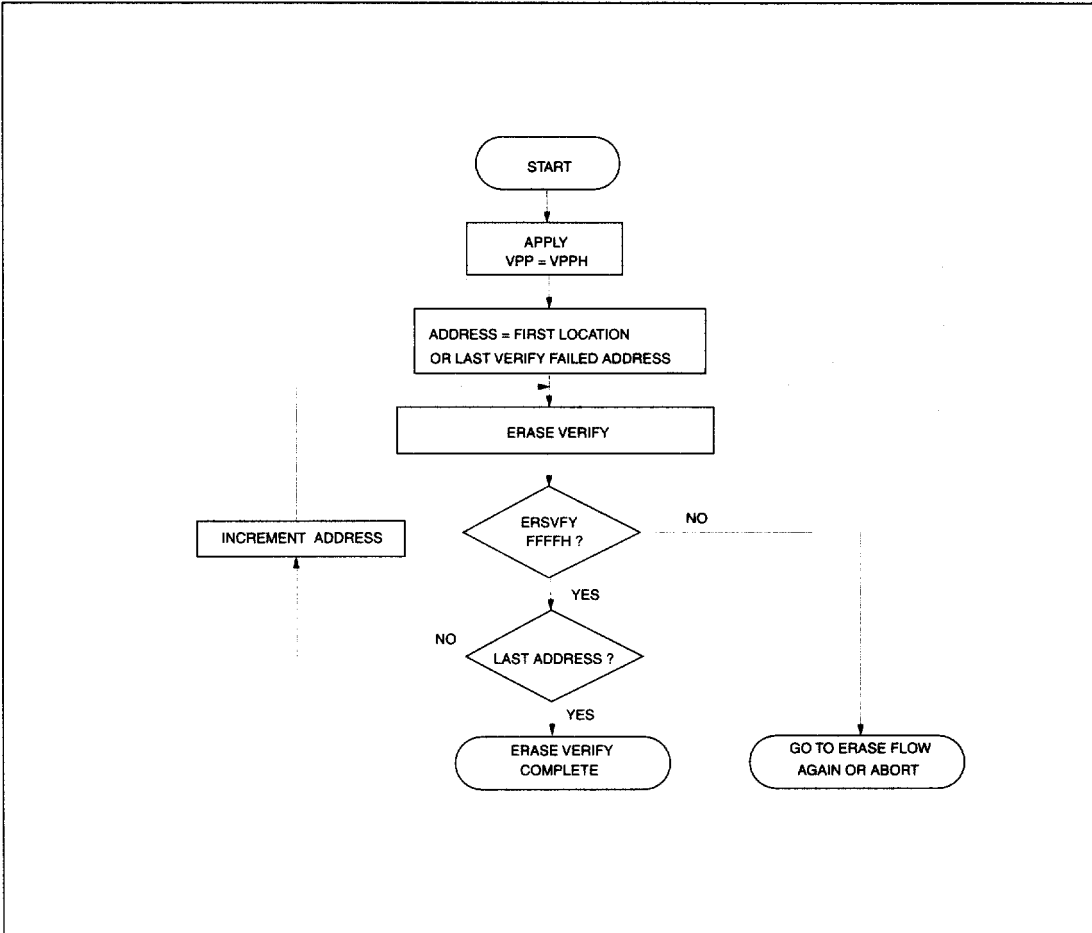 START
APPLY
VPP = VPPH
ADDRESS = FIRST LOCATION
OR LAST VERIFY FAILED ADDRESS
ERASE VERIFY
ERSVFY
FFFFH ?
NO
INCREMENT ADDRESS
YES
NO
LAST ADDRESS ?
YES
ERASE VERIFY
COMPLETE
GO TO ERASE FLOW
AGAIN OR ABORT